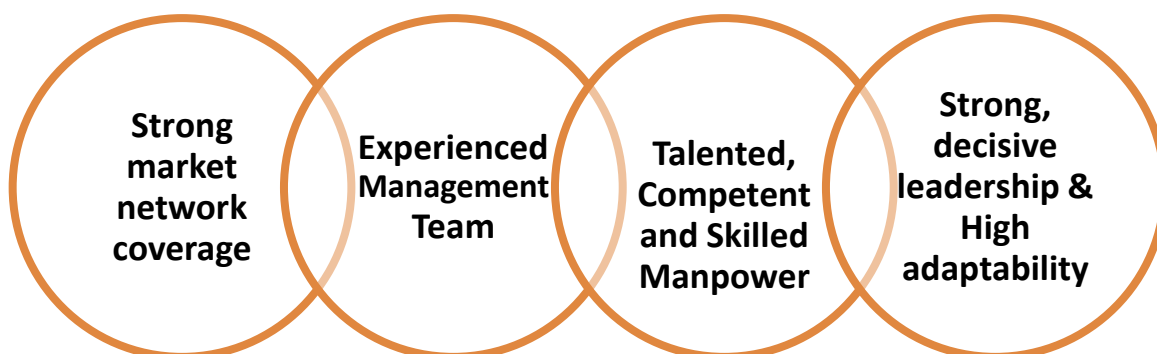 Strong
market
network
coverage
Experienced
Management
Team
Talented,
Competent
and Skilled
Manpower
Strong,
decisive
leadership &
High
adaptability